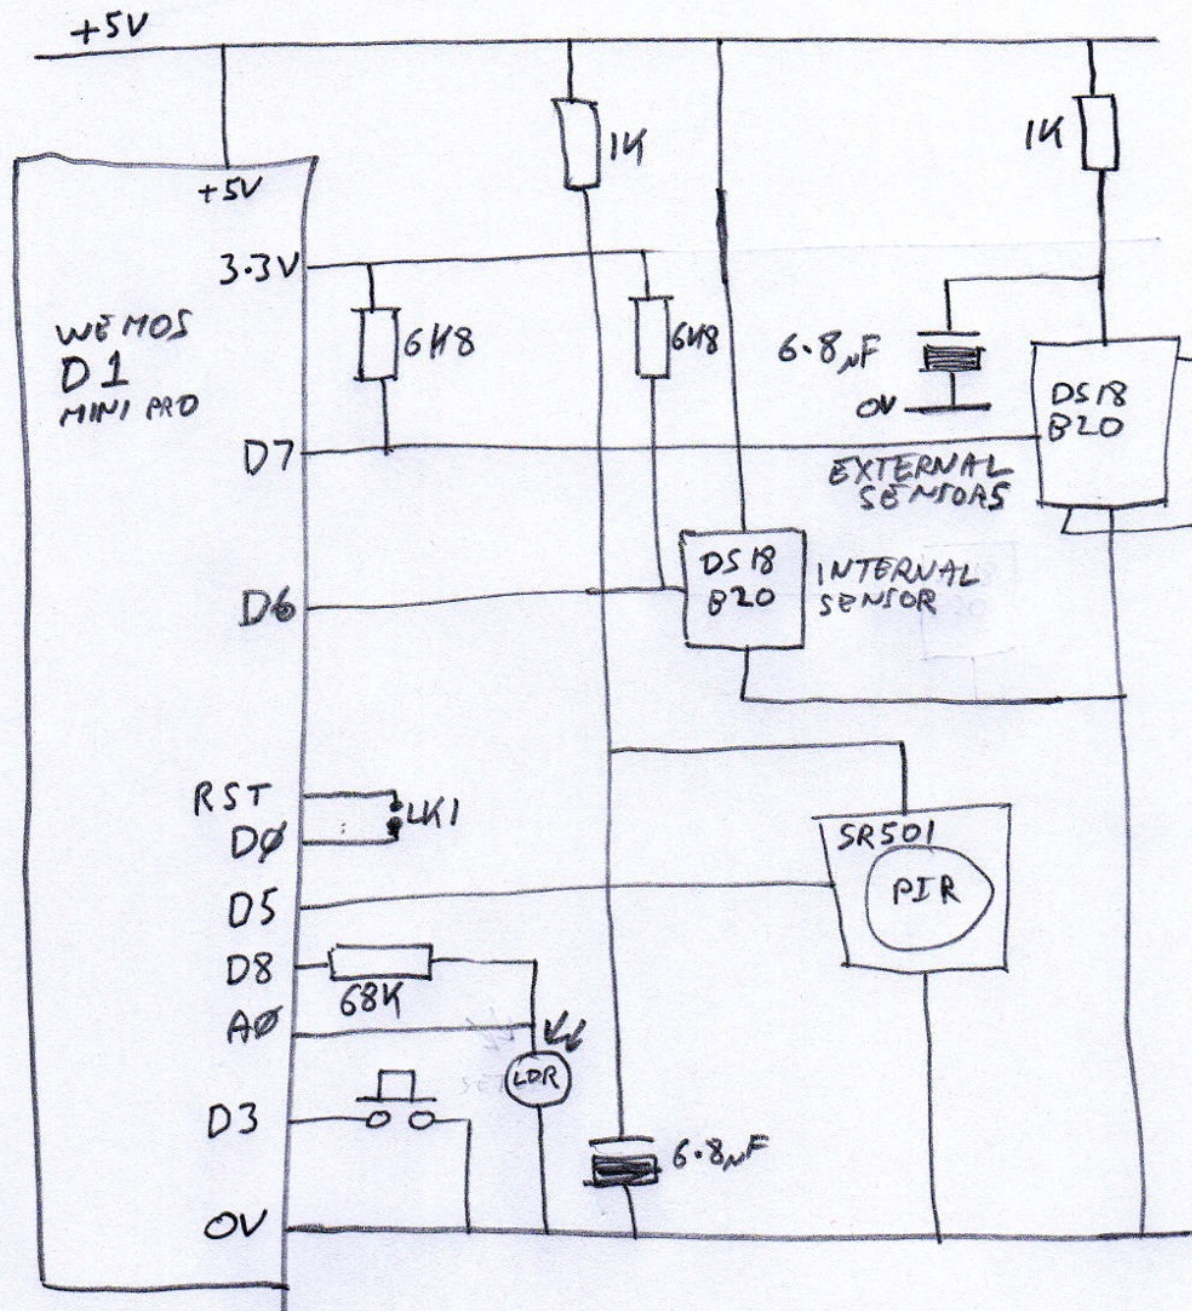 +5V
1K
1K
+5V
3.3V
WEMOS
D1
MINI PRO
6K8
6K8
6.8µF
0V
DS18
B20
D7
EXTERNAL
SENSORS
DS18
B20
INTERNAL
SENSOR
D6
RST
LK1
DØ
SR501
PIR
D5
D8
68K
AØ
LDR
D3
6.8µF
0V